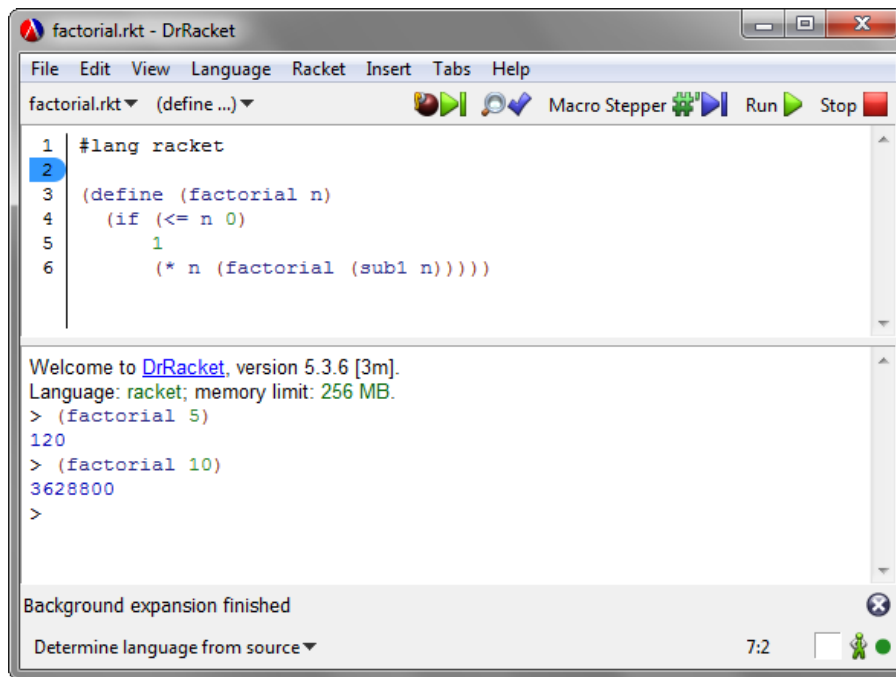 factorial.rkt - DrRacket
File Edit View Language Racket Insert Tabs Help
factorial.rkt (define ...) Macro Stepper Run Stop
1 #lang racket
2
3 (define (factorial n)
4   (if (<= n 0)
5       1
6       (* n (factorial (sub1 n)))))
Welcome to DrRacket, version 5.3.6 [3m].
Language: racket; memory limit: 256 MB.
> (factorial 5)
120
> (factorial 10)
3628800
>
Background expansion finished
Determine language from source 7:2